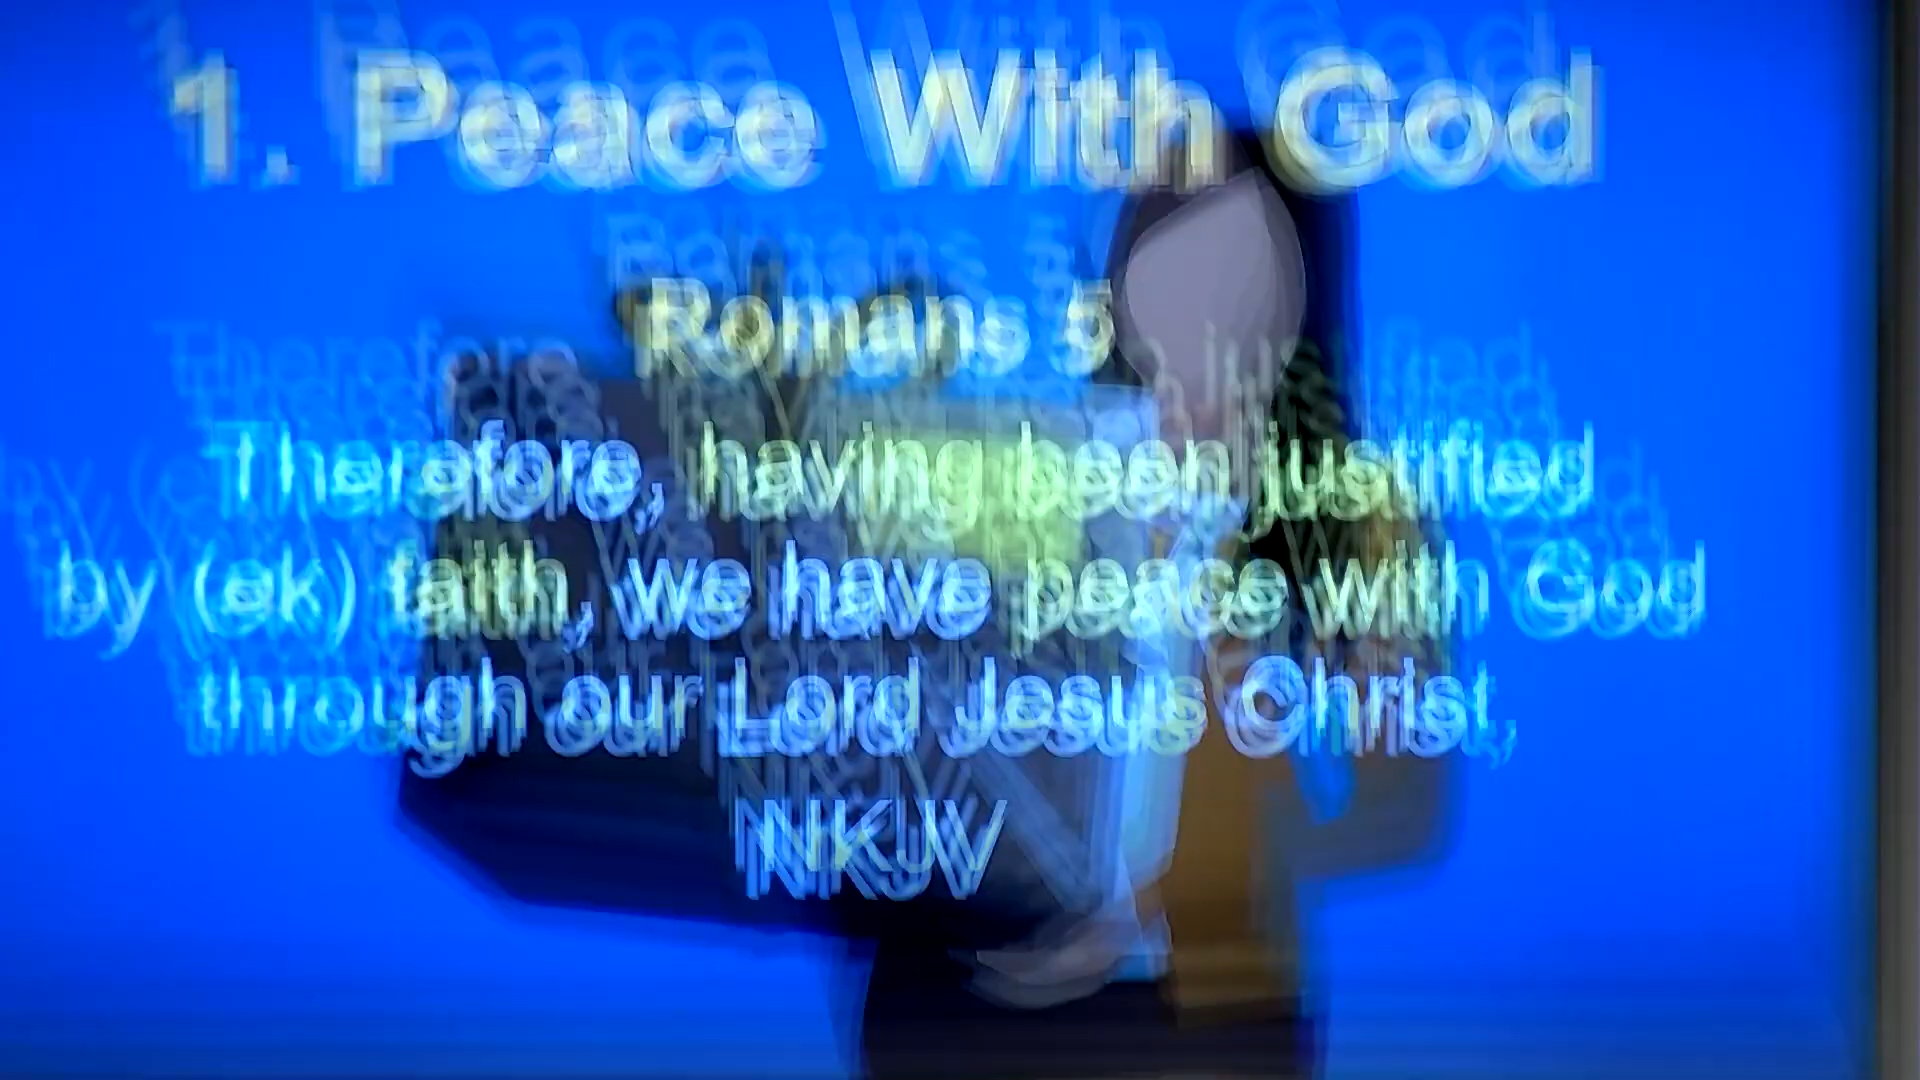 1. Peace With God
Romans 5
Therefore, having been justified
by (ek) faith, we have peace with God
through our Lord Jesus Christ,
NKJV